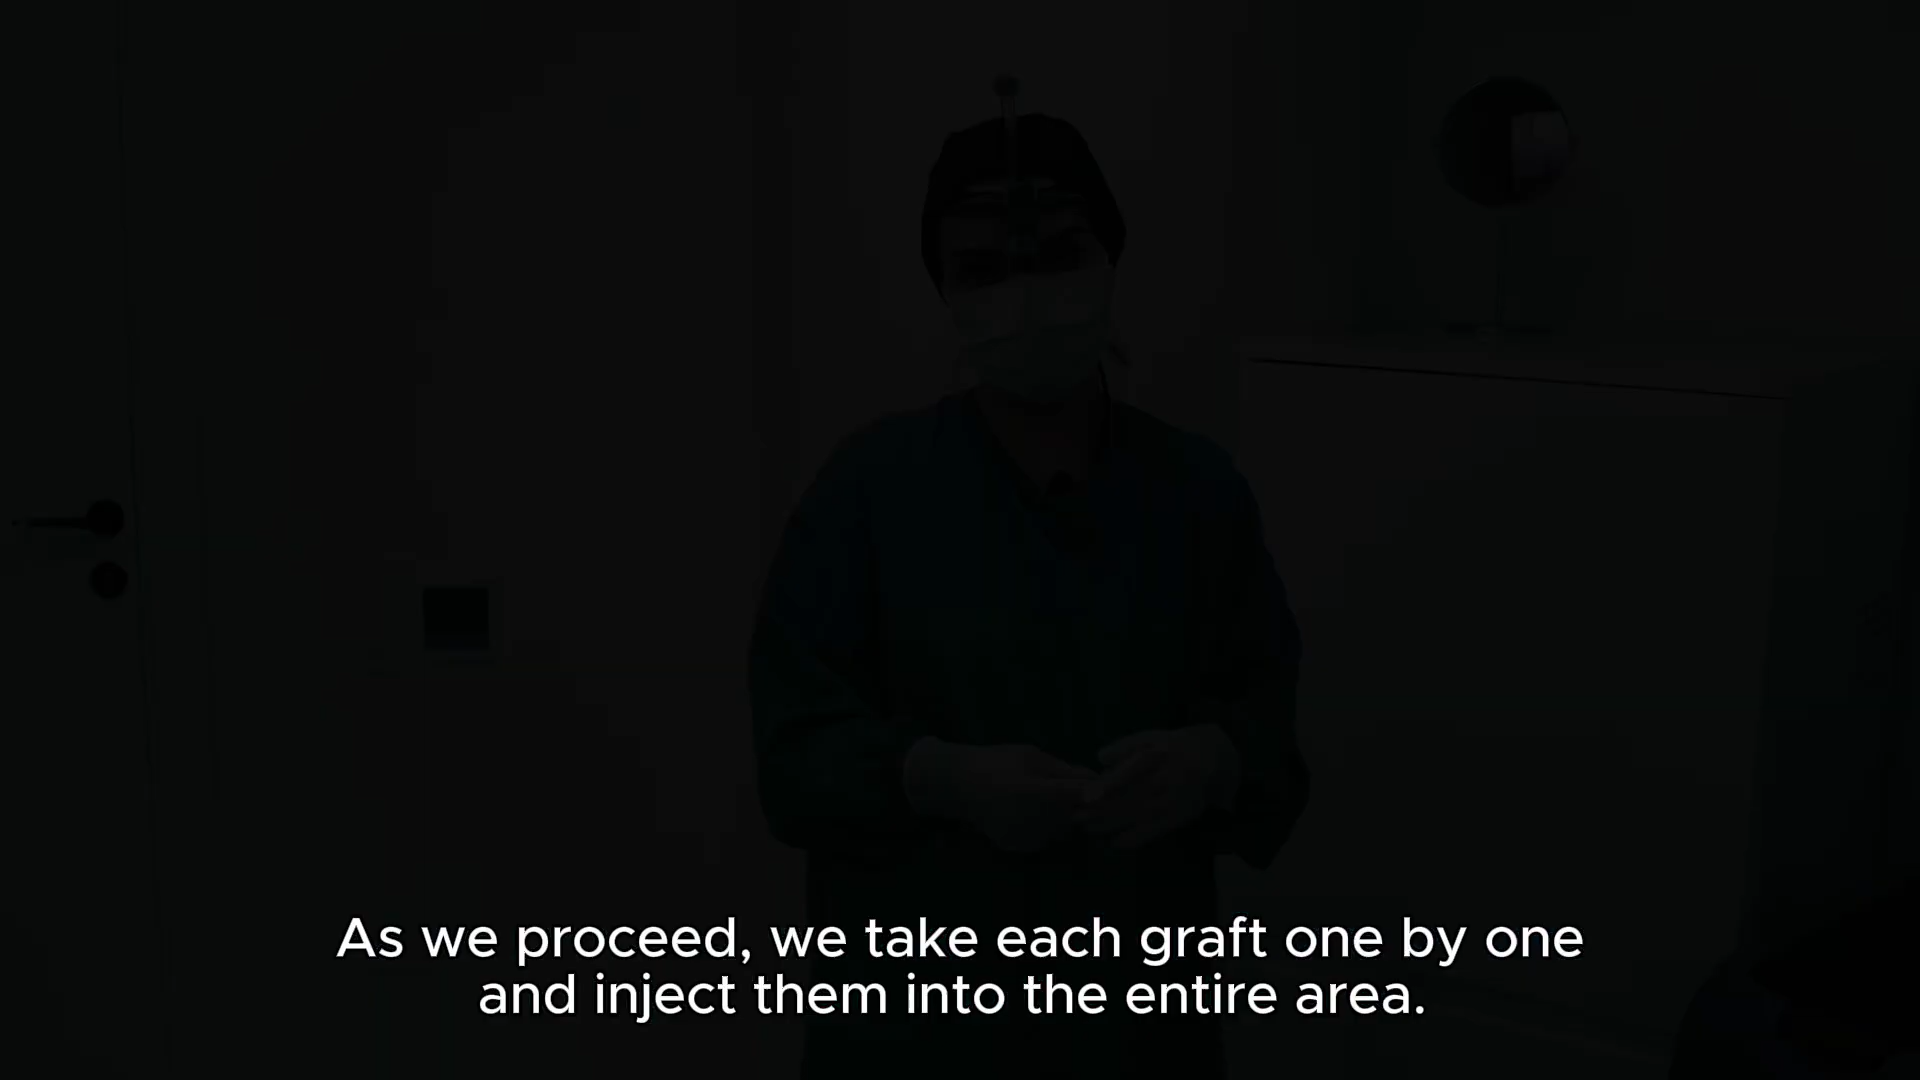 As we proceed, we take each graft one by one
and inject them into the entire area.